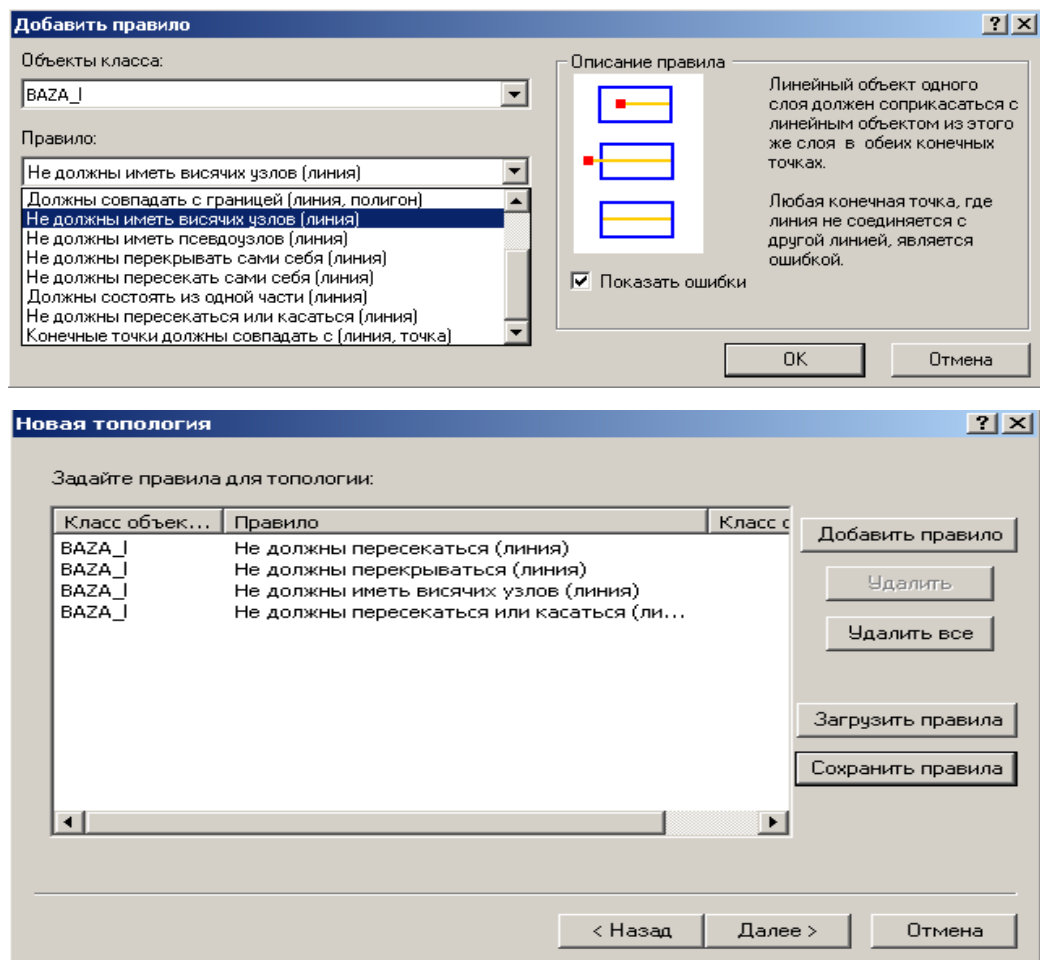 Добавить правило
Объекты класса:
BAZA_l
Правило:
Не должны иметь висячих узлов (линия)
Должны совпадать с границей (линия, полигон)
Не должны иметь висячих узлов (линия)
Не должны иметь псевдоузлов (линия)
Не должны перекрывать сами себя (линия)
Не должны пересекать сами себя (линия)
Должны состоять из одной части (линия)
Не должны пересекаться или касаться (линия)
Конечные точки должны совпадать с (линия, точка)
Описание правила
Линейный объект одного
слоя должен соприкасаться с
линейным объектом из этого
же слоя в обеих конечных
точках.
Любая конечная точка, где
линия не соединяется с
другой линией, является
ошибкой.
Показать ошибки
OK
Отмена
Новая топология
Задайте правила для топологии:
Класс объек... Правило Класс с
BAZA_l Не должны пересекаться (линия)
BAZA_l Не должны перекрываться (линия)
BAZA_l Не должны иметь висячих узлов (линия)
BAZA_l Не должны пересекаться или касаться (ли...
Добавить правило
Удалить
Удалить все
Загрузить правила
Сохранить правила
< Назад
Далее >
Отмена